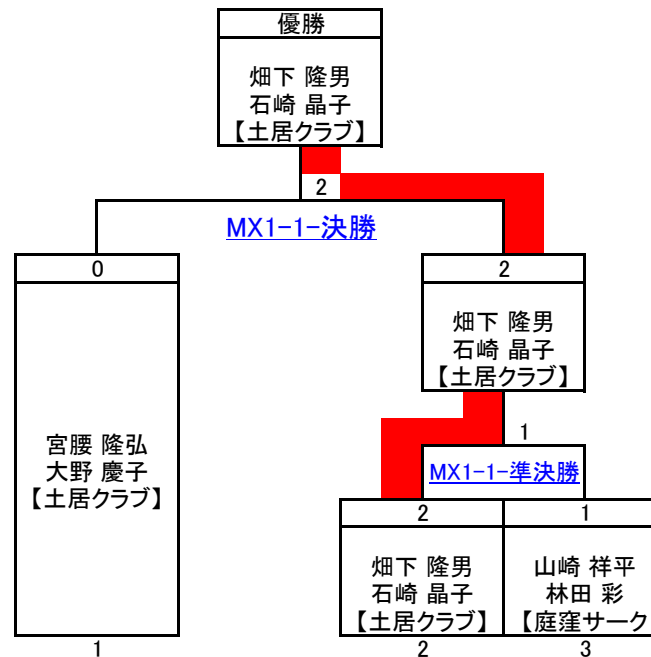 優勝
畑下 隆男
石崎 晶子
【土居クラブ】
2
MX1-1-決勝
0
2
畑下 隆男
石崎 晶子
【土居クラブ】
宮腰 隆弘
大野 慶子
【土居クラブ】
1
MX1-1-準決勝
2
1
畑下 隆男
石崎 晶子
【土居クラブ】
山崎 祥平
林田 彩
【庭窪サーク
1
2
3